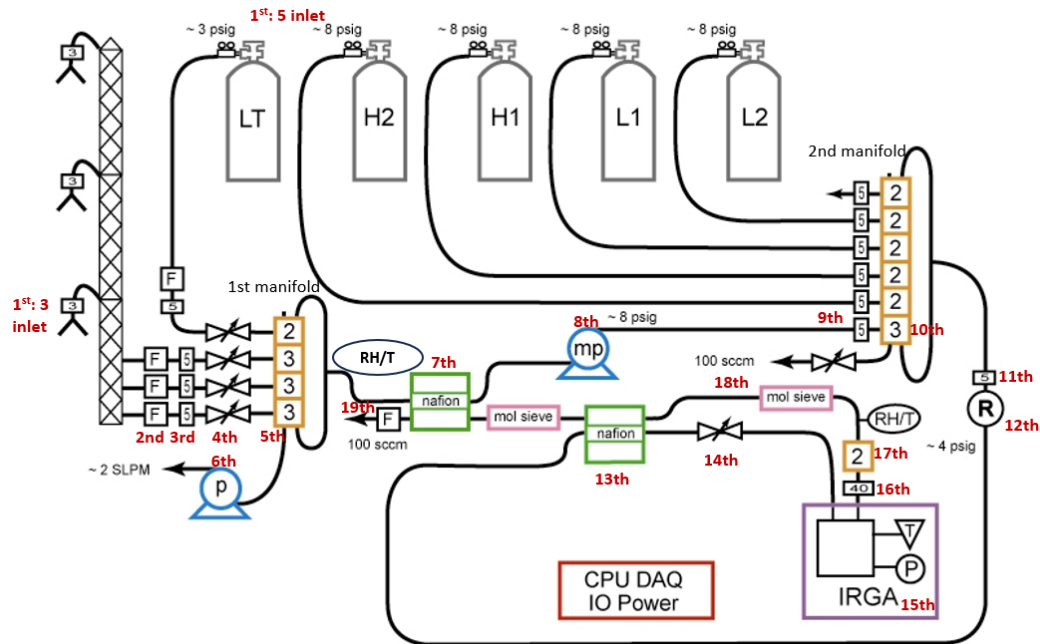 1st: 5 inlet
~ 3 psig
~ 8 psig
~ 8 psig
~ 8 psig
~ 8 psig
3
LT
H2
H1
L1
L2
2nd manifold
3
5
2
5
2
5
2
F
5
2
1st manifold
1st: 3
inlet
3
5
5
2
9th
2
8th
~ 8 psig
5
3
10th
RH/T
7th
mp
100 sccm
F
5
3
F
5
3
F
5
3
nafion
18th
mol sieve
5
11th
19th
F
mol sieve
R
12th
RH/T
2nd
3rd
4th
5th
100 sccm
nafion
~ 4 psig
6th
14th
2
17th
~ 2 SLPM
13th
p
40
16th
T
CPU DAQ
IO Power
P
IRGA
15th